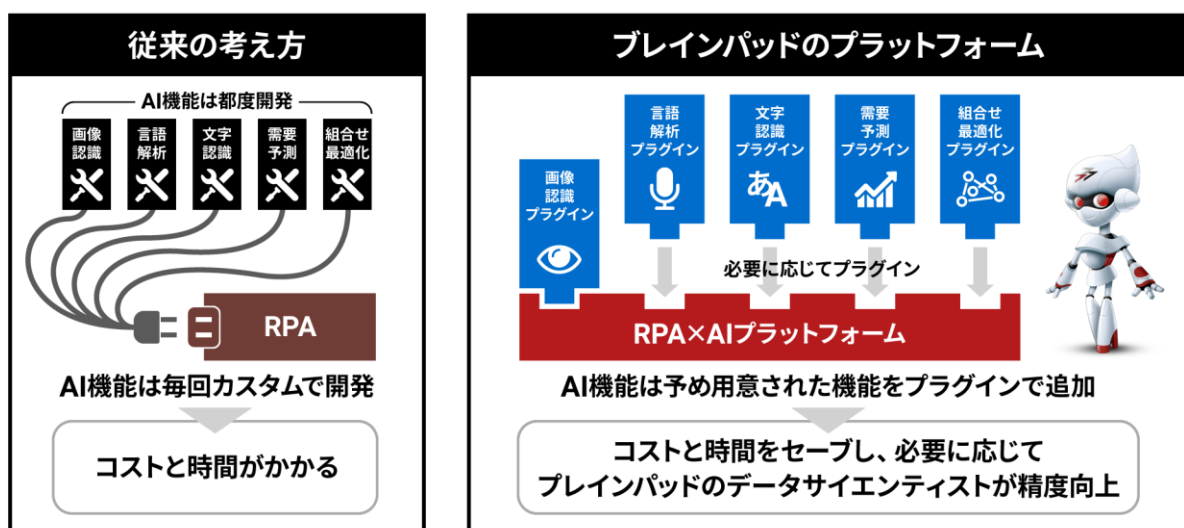 従来の考え方
AI機能は都度開発
画像
認識
言語
解析
文字
認識
需要
予測
組合せ
最適化
RPA
AI機能は毎回カスタムで開発
コストと時間がかかる
ブレインパッドのプラットフォーム
画像
認識
プラグイン
言語
解析
プラグイン
文字
認識
プラグイン
あA
需要
予測
プラグイン
組合せ
最適化
プラグイン
必要に応じてプラグイン
RPA×AIプラットフォーム
AI機能は予め用意された機能をプラグインで追加
コストと時間をセーブし、必要に応じて
ブレインパッドのデータサイエンティストが精度向上